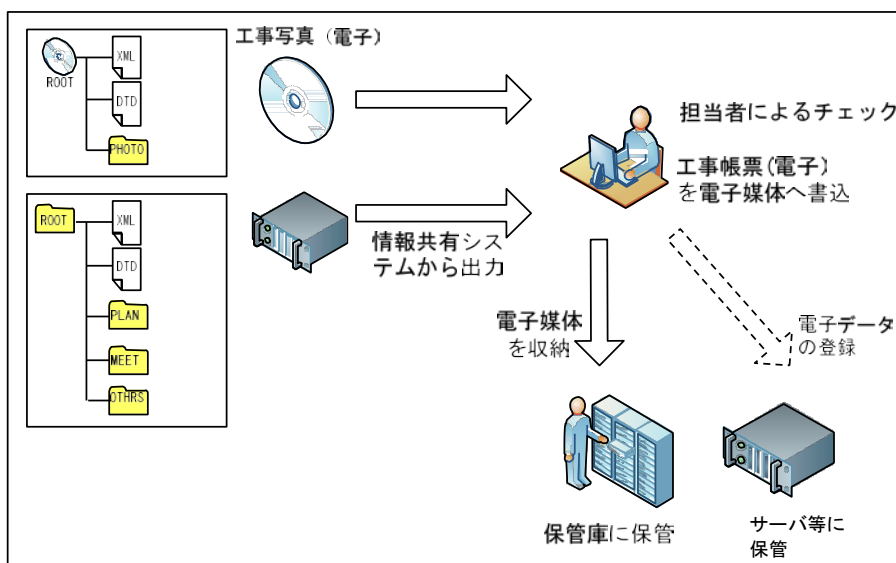 工事写真（電子）
XML
ROOT
DTD
PHOTO
担当者によるチェック
工事帳票(電子)
を電子媒体へ書込
ROOT
XML
DTD
PLAN
MEET
OTHRS
情報共有シス
テムから出力
電子媒体
を収納
電子データ
の登録
保管庫に保管
サーバ等に
保管